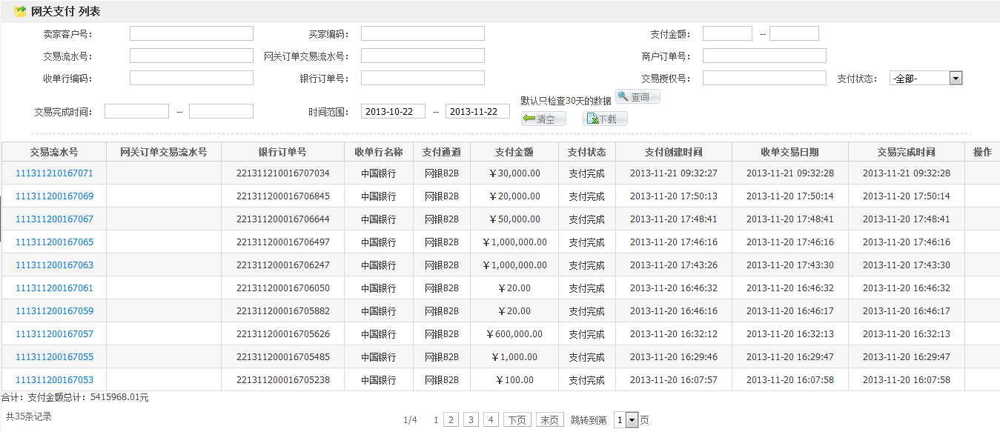 网关支付 列表
卖家客户号： 买家编码： 支付金额： --
交易流水号： 网关订单交易流水号： 商户订单号：
收单行编码： 银行订单号： 交易授权号： 支付状态： -全部-
默认只检查30天的数据 查询
交易完成时间： -- 时间范围： 2013-10-22 -- 2013-11-22
清空 下载
交易流水号 网关订单交易流水号 银行订单号 收单行名称 支付通道 支付金额 支付状态 支付创建时间 收单交易日期 交易完成时间 操作
111311210167071 221311210016707034 中国银行 网银B2B ￥30,000.00 支付完成 2013-11-21 09:32:27 2013-11-21 09:32:28 2013-11-21 09:32:28
111311200167069 221311200016706845 中国银行 网银B2B ￥20,000.00 支付完成 2013-11-20 17:50:13 2013-11-20 17:50:14 2013-11-20 17:50:14
111311200167067 221311200016706644 中国银行 网银B2B ￥50,000.00 支付完成 2013-11-20 17:48:41 2013-11-20 17:48:41 2013-11-20 17:48:41
111311200167065 221311200016706497 中国银行 网银B2B ￥1,000,000.00 支付完成 2013-11-20 17:46:16 2013-11-20 17:46:16 2013-11-20 17:46:16
111311200167063 221311200016706247 中国银行 网银B2B ￥1,000,000.00 支付完成 2013-11-20 17:43:26 2013-11-20 17:43:30 2013-11-20 17:43:30
111311200167061 221311200016706050 中国银行 网银B2B ￥20.00 支付完成 2013-11-20 16:46:32 2013-11-20 16:46:32 2013-11-20 16:46:32
111311200167059 221311200016705882 中国银行 网银B2B ￥20.00 支付完成 2013-11-20 16:46:16 2013-11-20 16:46:17 2013-11-20 16:46:17
111311200167057 221311200016705626 中国银行 网银B2B ￥600,000.00 支付完成 2013-11-20 16:32:12 2013-11-20 16:32:13 2013-11-20 16:32:13
111311200167055 221311200016705485 中国银行 网银B2B ￥1,000.00 支付完成 2013-11-20 16:29:46 2013-11-20 16:29:47 2013-11-20 16:29:47
111311200167053 221311200016705238 中国银行 网银B2B ￥100.00 支付完成 2013-11-20 16:07:57 2013-11-20 16:07:58 2013-11-20 16:07:58
合计：支付金额总计：5415968.01元
共35条记录 1/4 1 2 3 4 下页 末页 跳转到第 1 页